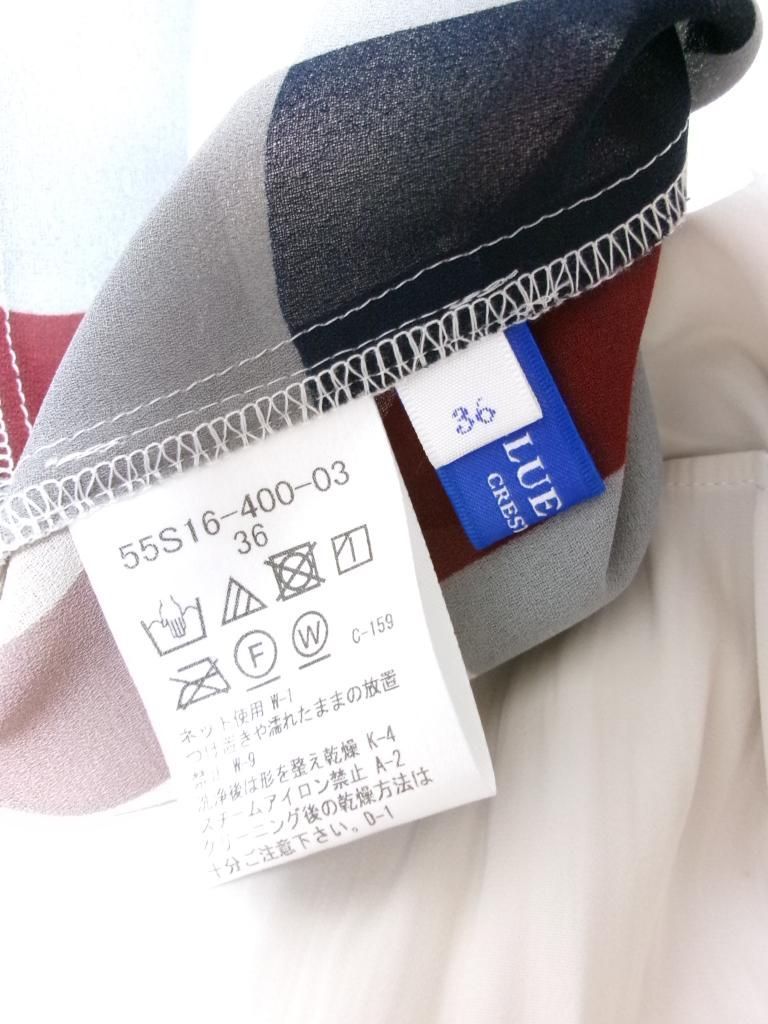 36
LUE
CRES
55S16-400-03
36
F W C-159
ネット使用 W-1
つけ置きや濡れたままの放置
禁止 W-9
洗浄後は形を整え乾燥 K-4
スチームアイロン禁止 A-2
クリーニング後の乾燥方法は
十分ご注意下さい。D-1